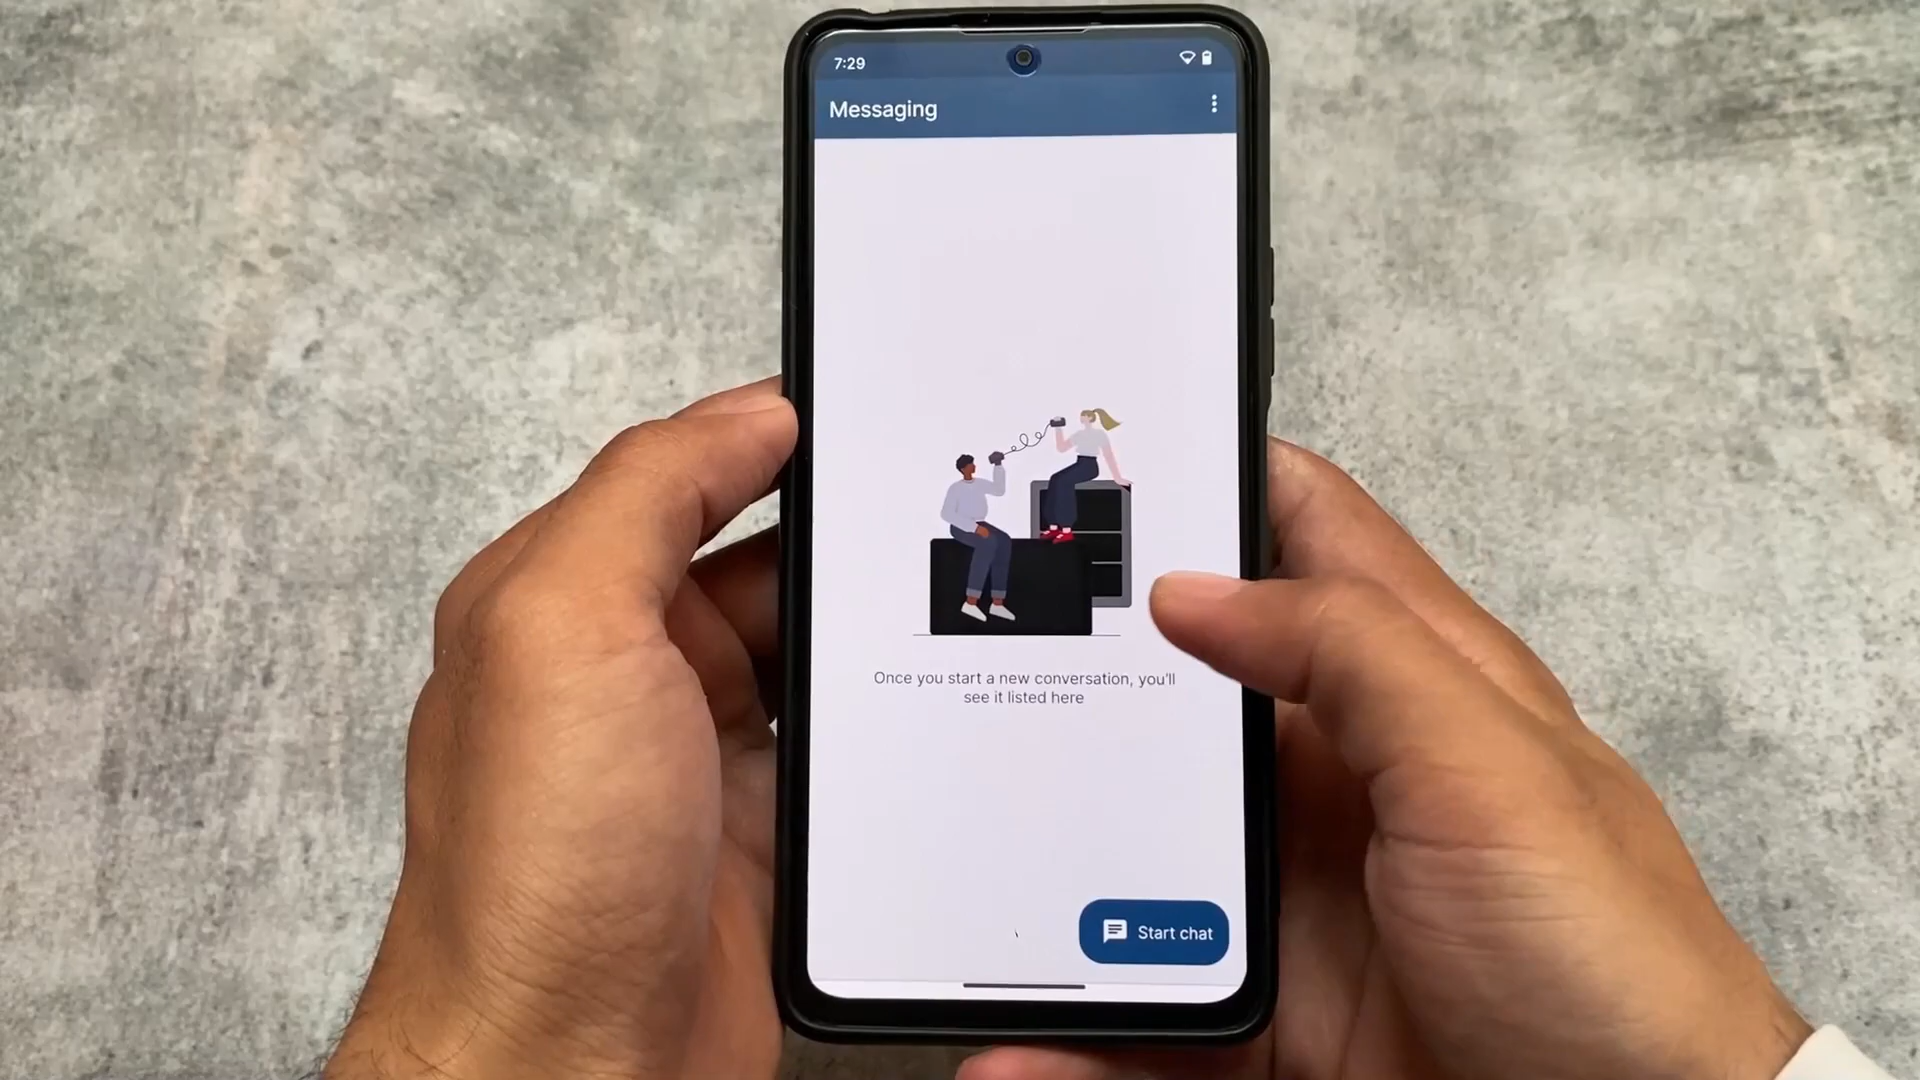 7:29
Messaging
Once you start a new conversation, you'll
see it listed here
Start chat